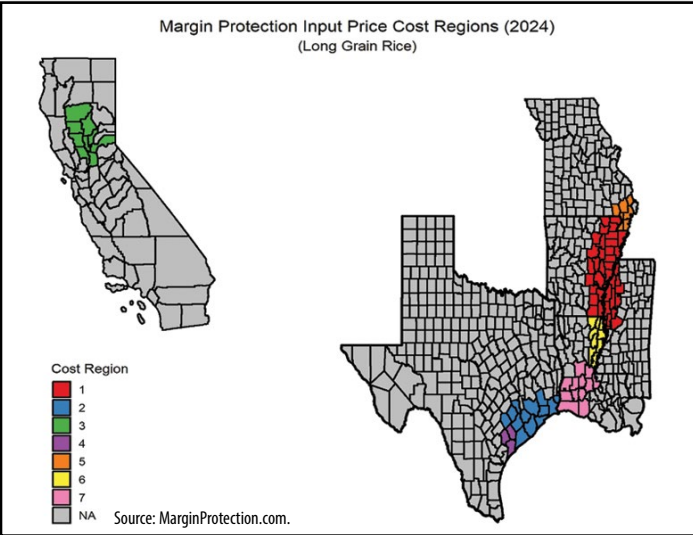 Margin Protection Input Price Cost Regions (2024)
(Long Grain Rice)
Cost Region
1
2
3
4
5
6
7
NA
Source: MarginProtection.com.